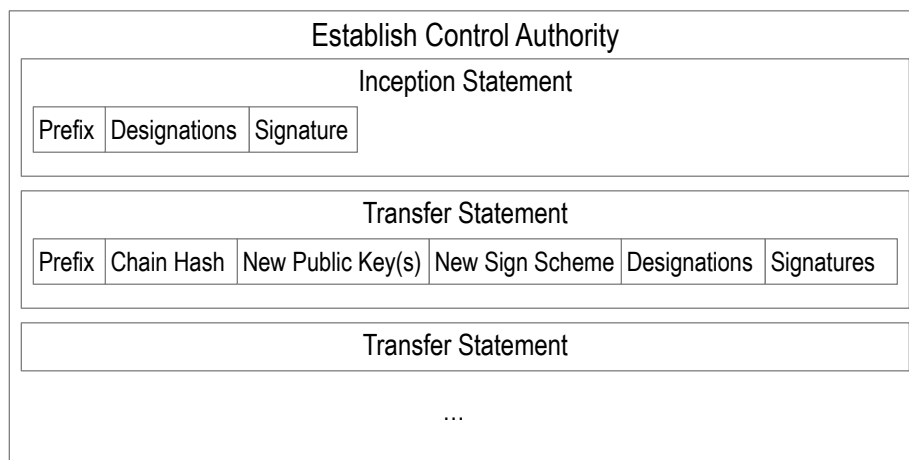 Establish Control Authority
Inception Statement
Prefix Designations Signature
Transfer Statement
Prefix Chain Hash New Public Key(s) New Sign Scheme Designations Signatures
Transfer Statement
...